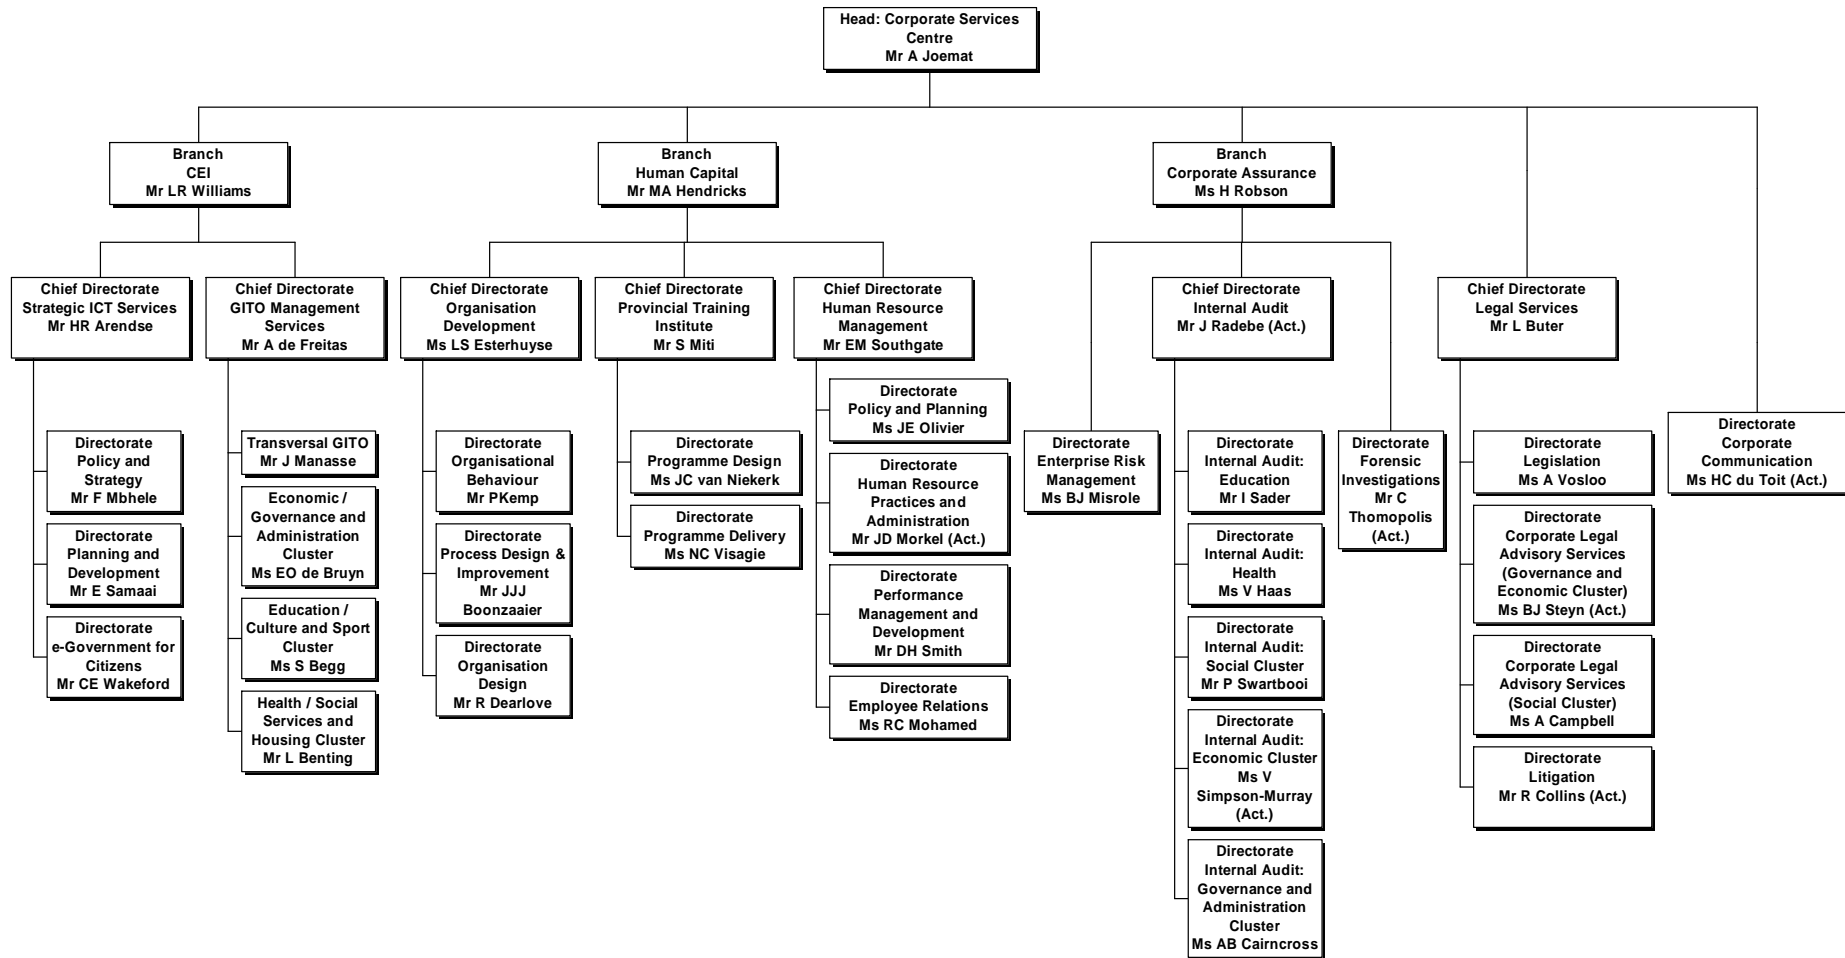 Head: Corporate Services
Centre
Mr A Joemat
Branch
CEI
Mr LR Williams
Branch
Human Capital
Mr MA Hendricks
Branch
Corporate Assurance
Ms H Robson
Chief Directorate
Strategic ICT Services
Mr HR Arendse
Chief Directorate
GITO Management
Services
Mr A de Freitas
Chief Directorate
Organisation
Development
Ms LS Esterhuyse
Chief Directorate
Provincial Training
Institute
Mr S Miti
Chief Directorate
Human Resource
Management
Mr EM Southgate
Chief Directorate
Internal Audit
Mr J Radebe (Act.)
Chief Directorate
Legal Services
Mr L Buter
Directorate
Policy and
Strategy
Mr F Mbhele
Directorate
Planning and
Development
Mr E Samaai
Directorate
e-Government for
Citizens
Mr CE Wakeford
Transversal GITO
Mr J Manasse
Economic /
Governance and
Administration
Cluster
Ms EO de Bruyn
Education /
Culture and Sport
Cluster
Ms S Begg
Health / Social
Services and
Housing Cluster
Mr L Benting
Directorate
Organisational
Behaviour
Mr PKemp
Directorate
Process Design &
Improvement
Mr JJJ
Boonzaaier
Directorate
Organisation
Design
Mr R Dearlove
Directorate
Programme Design
Ms JC van Niekerk
Directorate
Programme Delivery
Ms NC Visagie
Directorate
Policy and Planning
Ms JE Olivier
Directorate
Human Resource
Practices and
Administration
Mr JD Morkel (Act.)
Directorate
Performance
Management and
Development
Mr DH Smith
Directorate
Employee Relations
Ms RC Mohamed
Directorate
Enterprise Risk
Management
Ms BJ Misrole
Directorate
Internal Audit:
Education
Mr I Sader
Directorate
Internal Audit:
Health
Ms V Haas
Directorate
Internal Audit:
Social Cluster
Mr P Swartbooi
Directorate
Internal Audit:
Economic Cluster
Ms V
Simpson-Murray
(Act.)
Directorate
Internal Audit:
Governance and
Administration
Cluster
Ms AB Cairncross
Directorate
Forensic
Investigations
Mr C
Thomopolis
(Act.)
Directorate
Legislation
Ms A Vosloo
Directorate
Corporate Legal
Advisory Services
(Governance and
Economic Cluster)
Ms BJ Steyn (Act.)
Directorate
Corporate Legal
Advisory Services
(Social Cluster)
Ms A Campbell
Directorate
Litigation
Mr R Collins (Act.)
Directorate
Corporate
Communication
Ms HC du Toit (Act.)